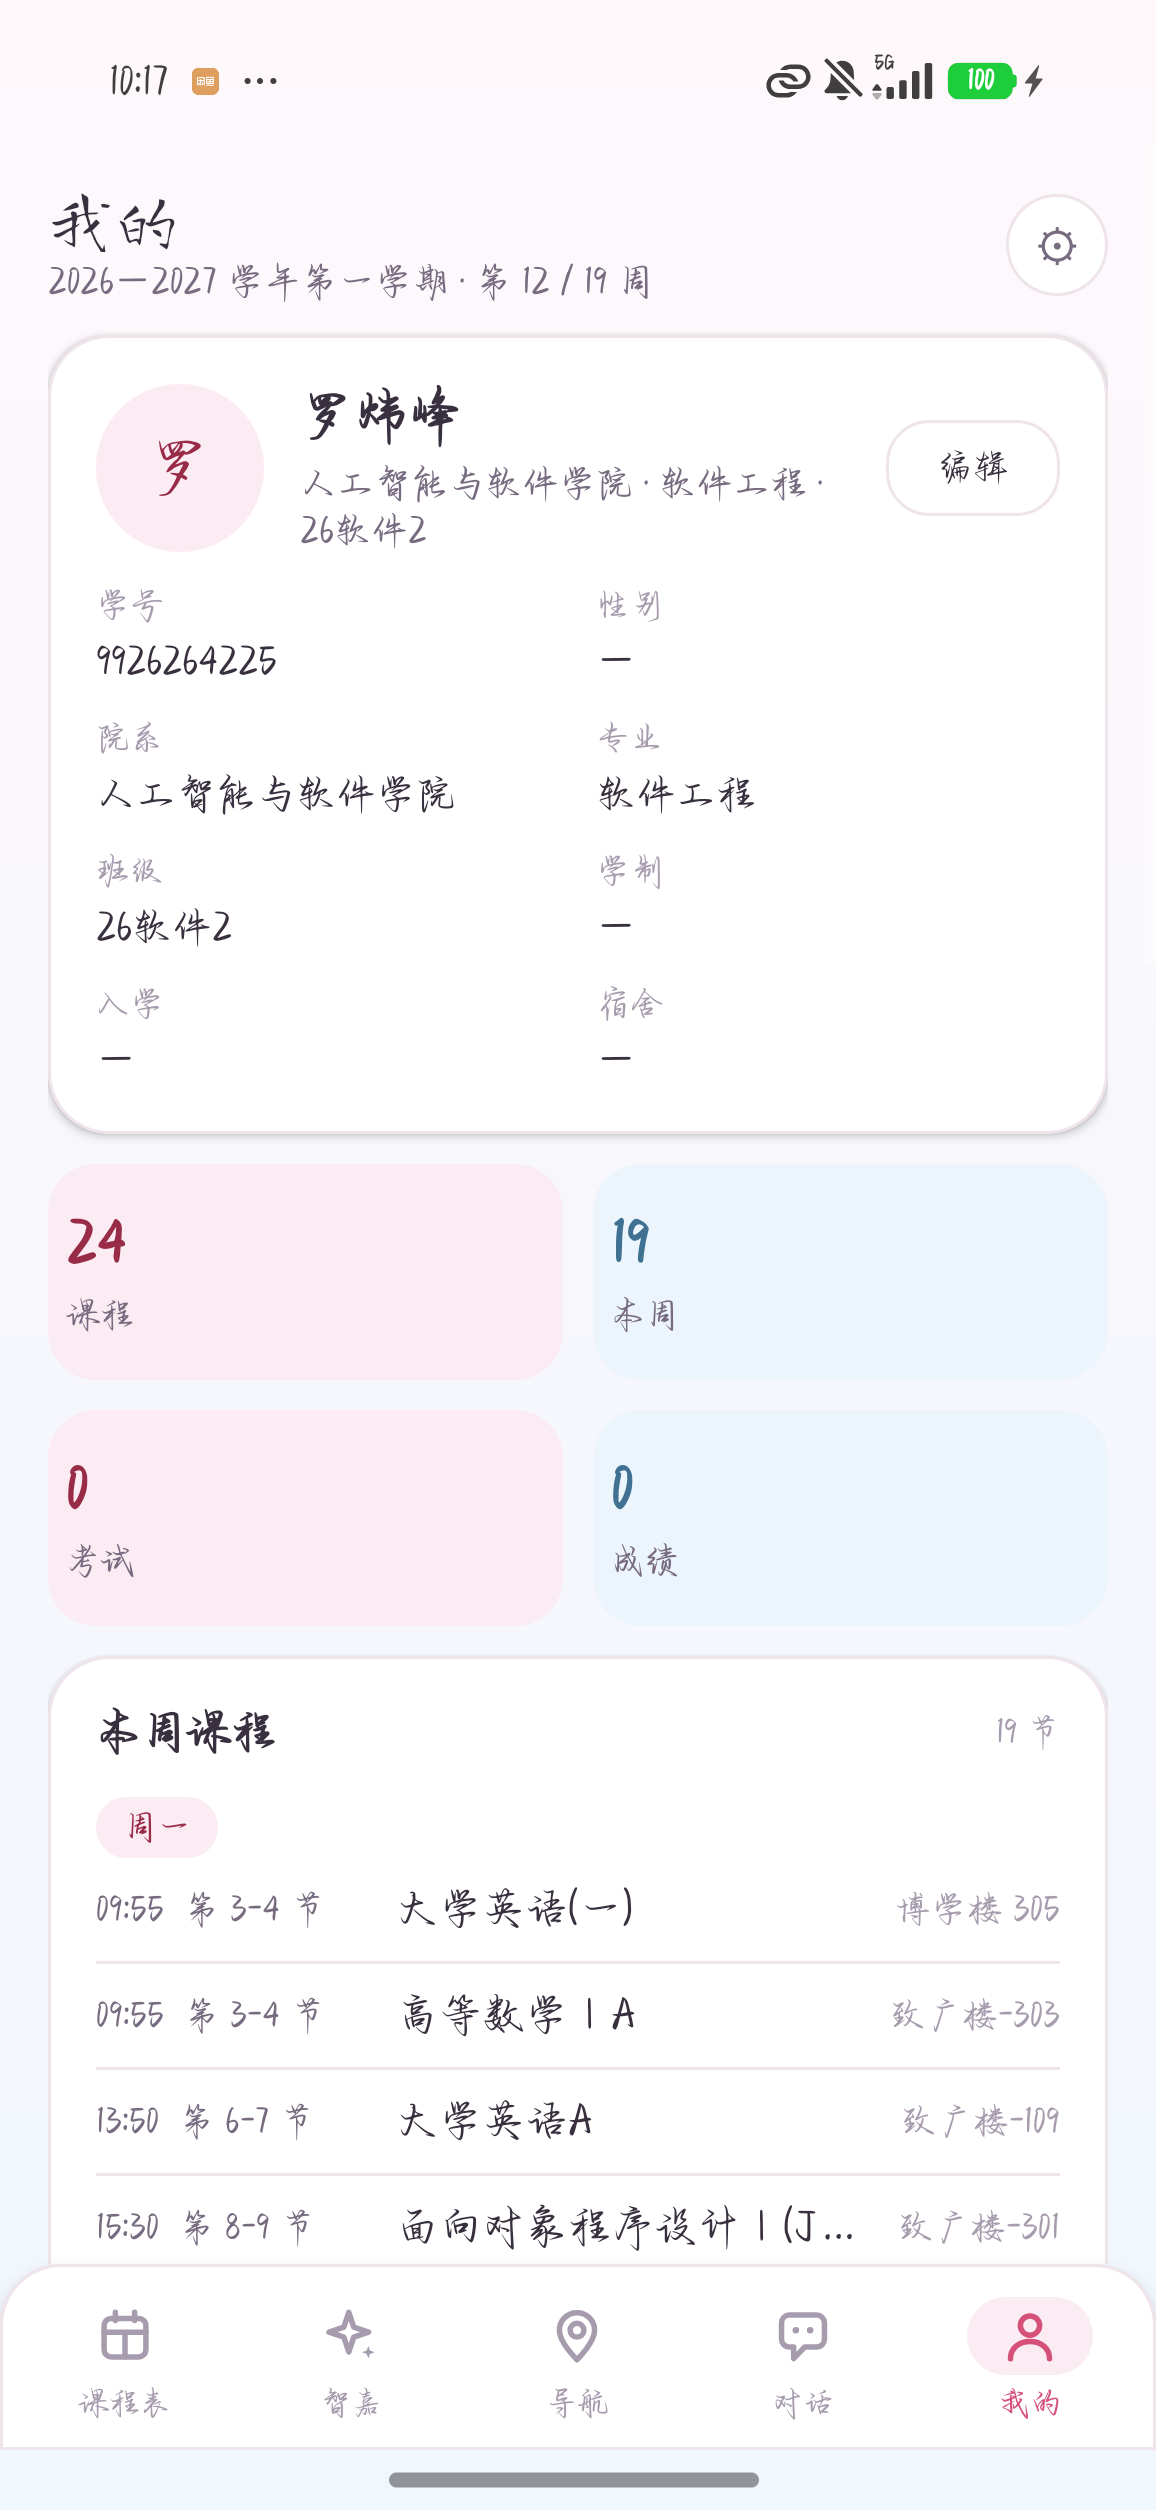 10:17
5G
100
我的
2026—2027 学年第一学期 · 第 12 / 19 周
罗
罗炜峰
人工智能与软件学院 · 软件工程 ·
26软件2
编辑
学号
性别
9926264225
—
院系
专业
人工智能与软件学院
软件工程
班级
学制
26软件2
—
入学
宿舍
—
—
24
19
课程
本周
0
0
考试
成绩
本周课程
19 节
周一
09:55 第 3-4 节
大学英语(一)
博学楼 305
09:55 第 3-4 节
高等数学 I A
致广楼-303
13:50 第 6-7 节
大学英语A
致广楼-109
15:30 第 8-9 节
面向对象程序设计 I (J...
致广楼-301
课程表
智嘉
导航
对话
我的